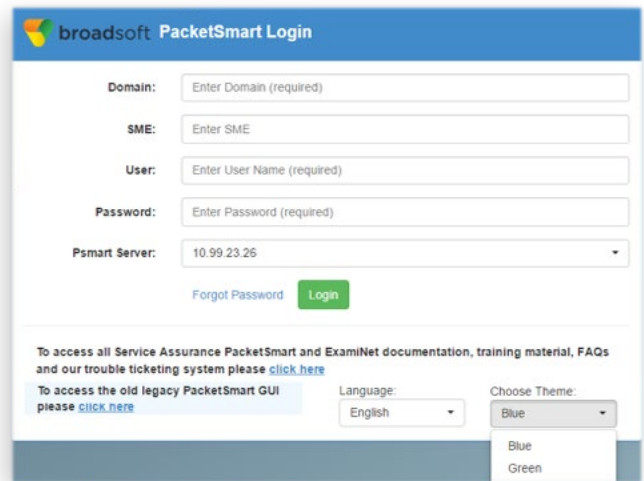 broadsoft PacketSmart Login
Domain: Enter Domain (required)
SME: Enter SME
User: Enter User Name (required)
Password: Enter Password (required)
Psmart Server: 10.99.23.26
Forgot Password Login
To access all Service Assurance PacketSmart and ExamiNet documentation, training material, FAQs
and our trouble ticketing system please click here
To access the old legacy PacketSmart GUI
please click here
Language:
English
Choose Theme:
Blue
Blue
Green